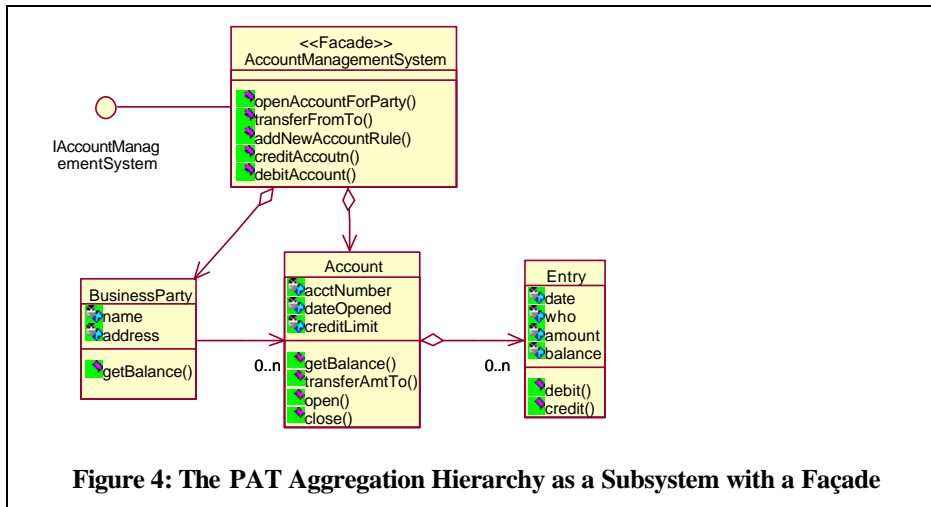 <<Facade>>
AccountManagementSystem
openAccountForParty()
transferFromTo()
addNewAccountRule()
creditAccoutn()
debitAccount()
IAccountManag
ementSystem
BusinessParty
name
address
getBalance()
0..n
Account
acctNumber
dateOpened
creditLimit
getBalance()
transferAmtTo()
open()
close()
0..n
Entry
date
who
amount
balance
debit()
credit()
Figure 4: The PAT Aggregation Hierarchy as a Subsystem with a Façade